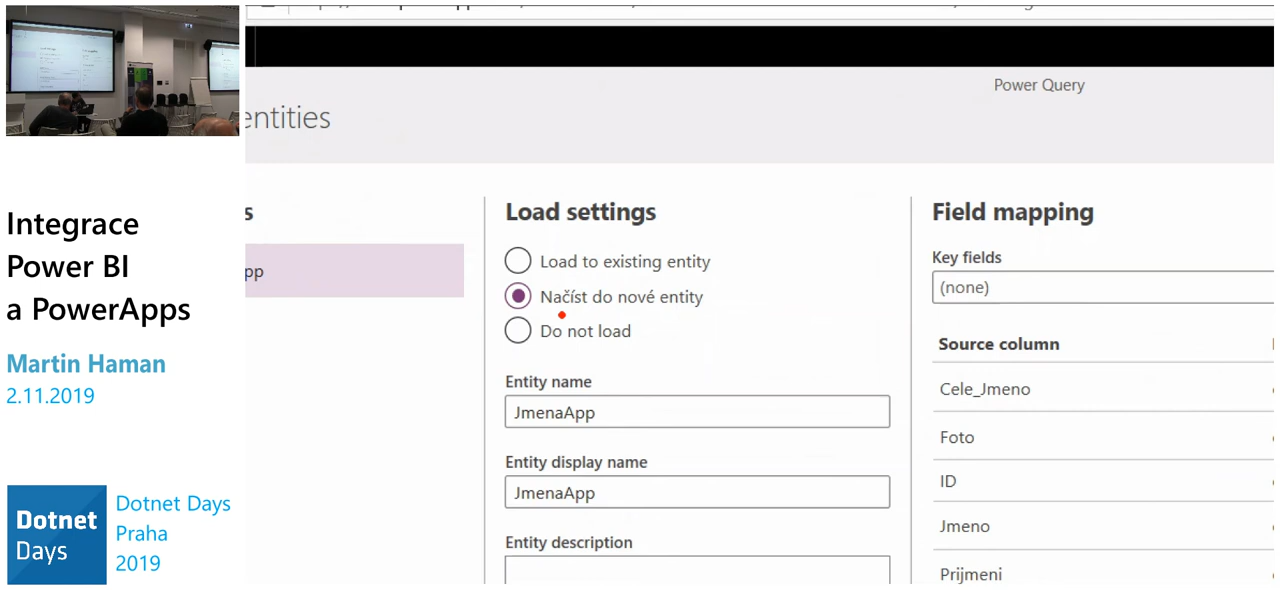 Integrace
Power BI
a PowerApps
Martin Haman
2.11.2019
Dotnet
Days
Dotnet Days
Praha
2019
Power Query
entities
Load settings
Load to existing entity
Načíst do nové entity
Do not load
Entity name
JmenaApp
Entity display name
JmenaApp
Entity description
Field mapping
Key fields
(none)
Source column
Cele_Jmeno
Foto
ID
Jmeno
Prijmeni